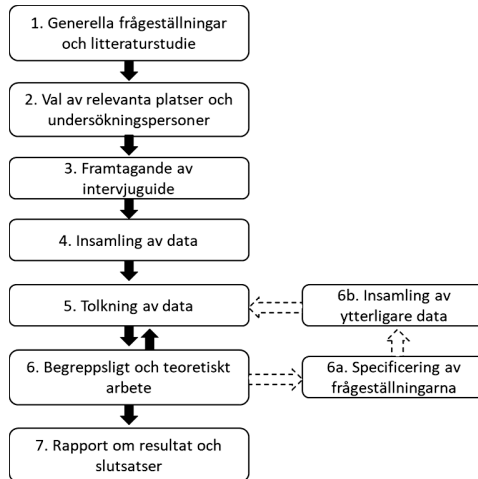 1. Generella frågeställningar
och litteraturstudie
2. Val av relevanta platser och
undersökningspersoner
3. Framtagande av
intervjuguide
4. Insamling av data
5. Tolkning av data
6b. Insamling av
ytterligare data
6. Begreppsligt och teoretiskt
arbete
6a. Specificering av
frågeställningarna
7. Rapport om resultat och
slutsatser